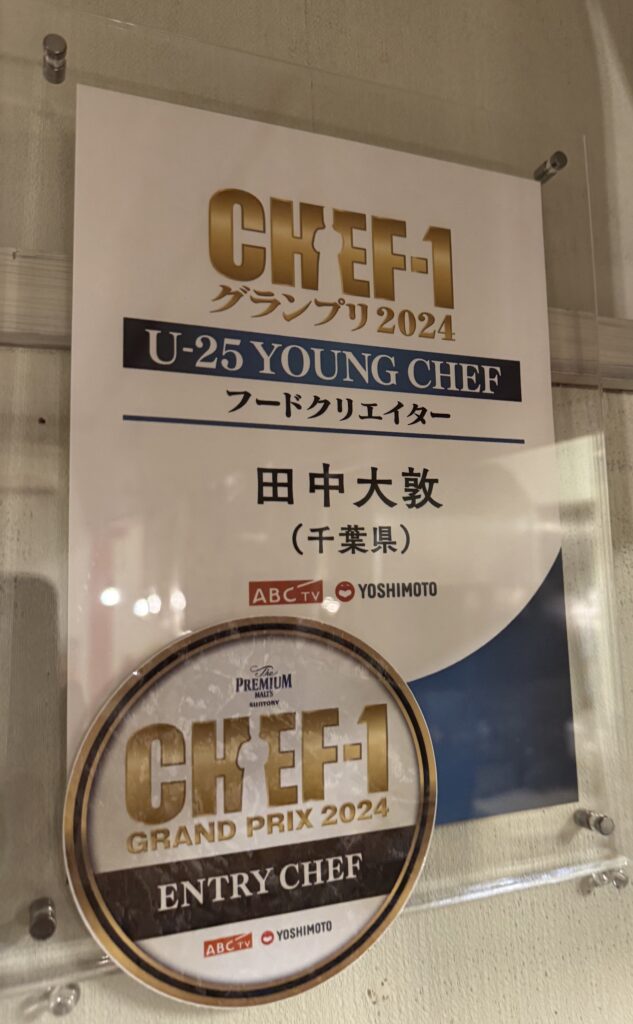 CHEF-1
グランプリ2024
U-25 YOUNG CHEF
フードクリエイター
田中大敦
(千葉県)
ABCTV YOSHIMOTO
The
PREMIUM
MALT'S
SUNTORY
CHEF-1
GRAND PRIX 2024
ENTRY CHEF
ABCTV YOSHIMOTO